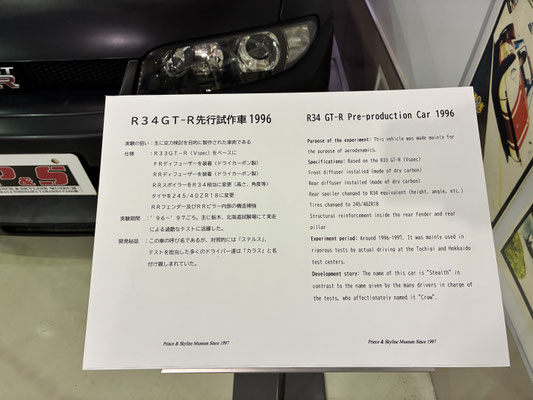 R34GT-R先行試作車1996
実験の狙い：主に空力検討を目的に製作された車両である
仕様 ：R33GT-R（Vspec）をベースに
FRディフューザーを装着（ドライカーボン製）
RRディフューザーを装着（ドライカーボン製）
RRスポイラーをR34相当に変更（高さ、角度等）
タイヤを245/40ZR18に変更
RRフェンダー及びRRピラー内部の構造補強
実験期間 ：'96～'97ごろ。主に栃木、北海道試験場にて実走
による過酷なテストに活躍した。
開発秘話 ：この車の呼び名であるが、対照的には「ステルス」
テストを担当した多くのドライバー達は「カラス」と名
付け親しまれていた。
Prince & Skyline Museum Since 1997
R34 GT-R Pre-production Car 1996
Purpose of the experiment: This vehicle was made mainly for
the purpose of aerodynamics.
Specifications: Based on the R33 GT-R (Vspec)
Front diffuser installed (made of dry carbon)
Rear diffuser installed (made of dry carbon)
Rear spoiler changed to R34 equivalent (height, angle, etc.)
Tires changed to 245/40ZR18
Structural reinforcement inside the rear fender and rear
pillar
Experiment period: Around 1996-1997. It was mainly used in
rigorous tests by actual driving at the Tochigi and Hokkaido
test centers.
Development story: The name of this car is "Stealth" in
contrast to the name given by the many drivers in charge of
the tests, who affectionately named it "Crow".
Prince & Skyline Museum Since 1997
P&S